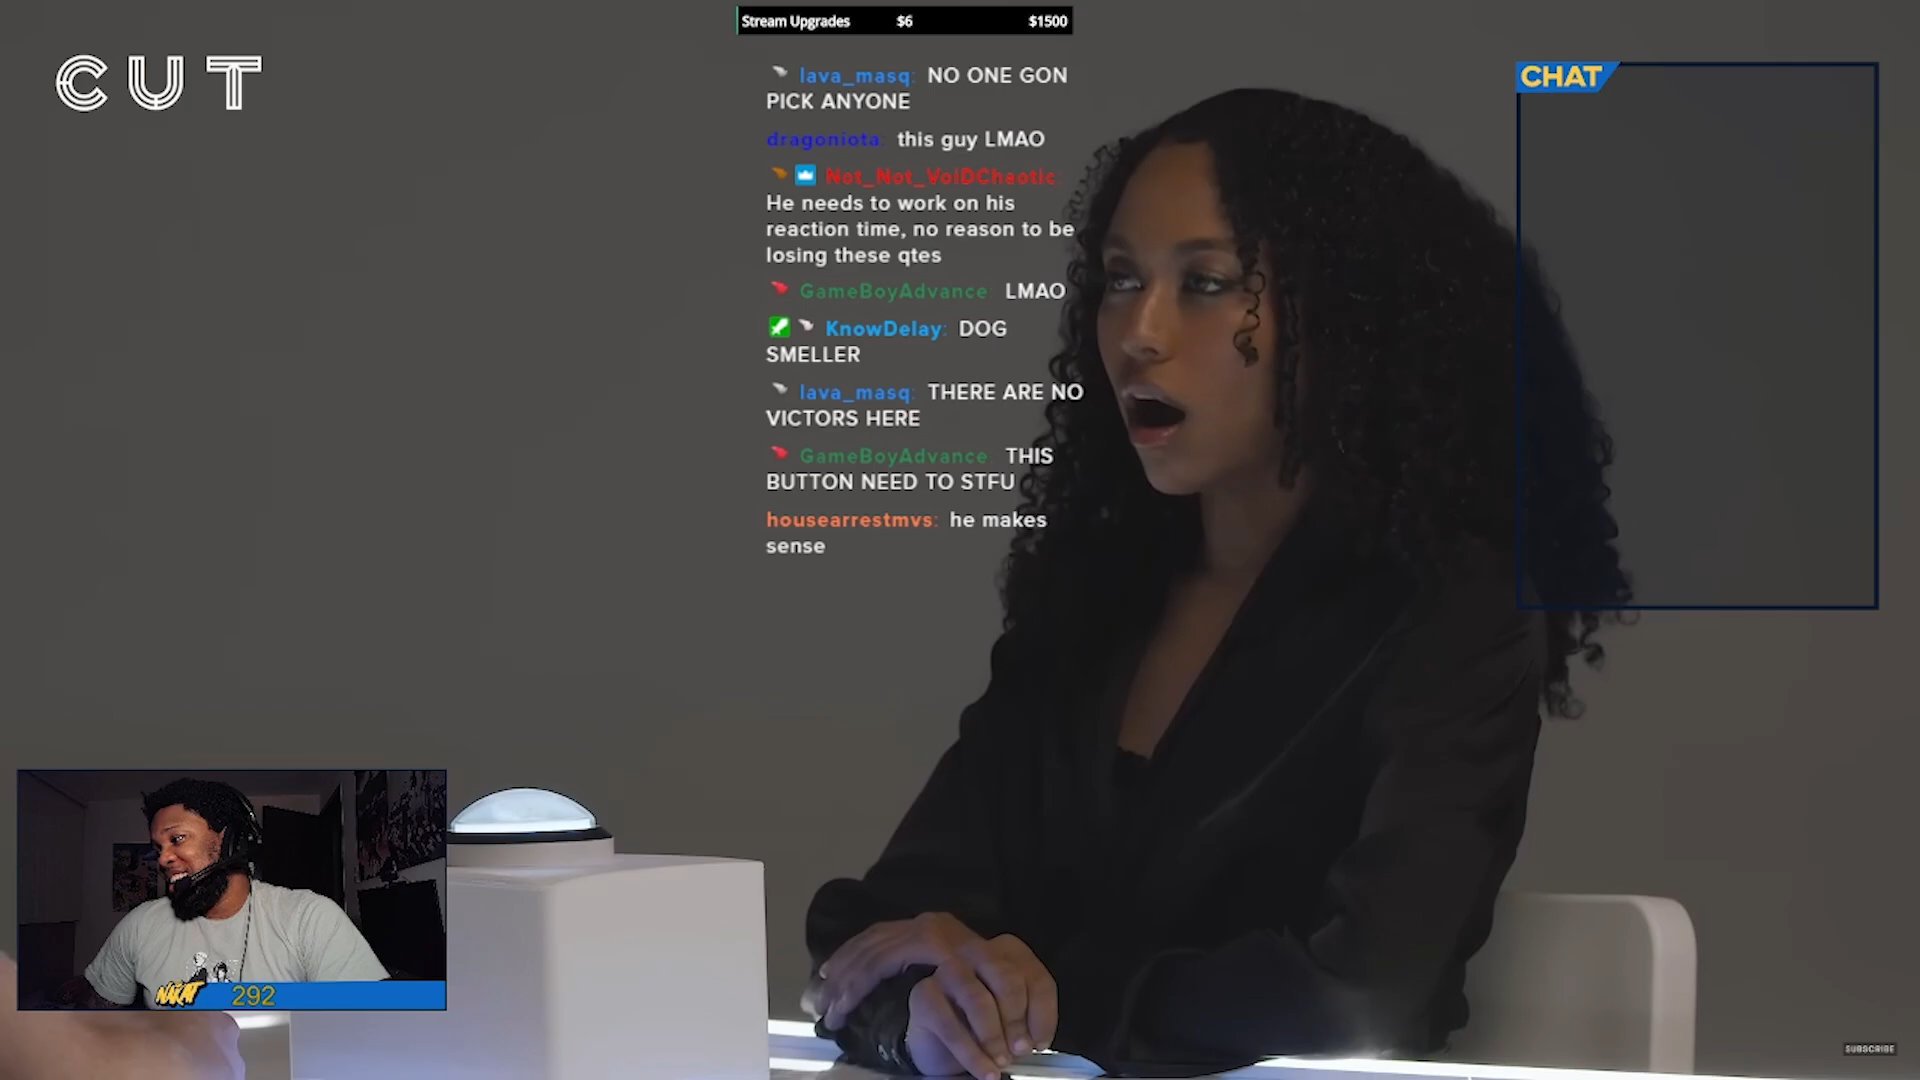 Stream Upgrades $6 $1500
CUT
CHAT
lava_masq: NO ONE GON
PICK ANYONE
dragoniota: this guy LMAO
Not_Not_VoIDChaotic:
He needs to work on his
reaction time, no reason to be
losing these qtes
GameBoyAdvance: LMAO
KnowDelay: DOG
SMELLER
lava_masq: THERE ARE NO
VICTORS HERE
GameBoyAdvance: THIS
BUTTON NEED TO STFU
housearrestmvs: he makes
sense
NAKAT 292
SUBSCRIBE